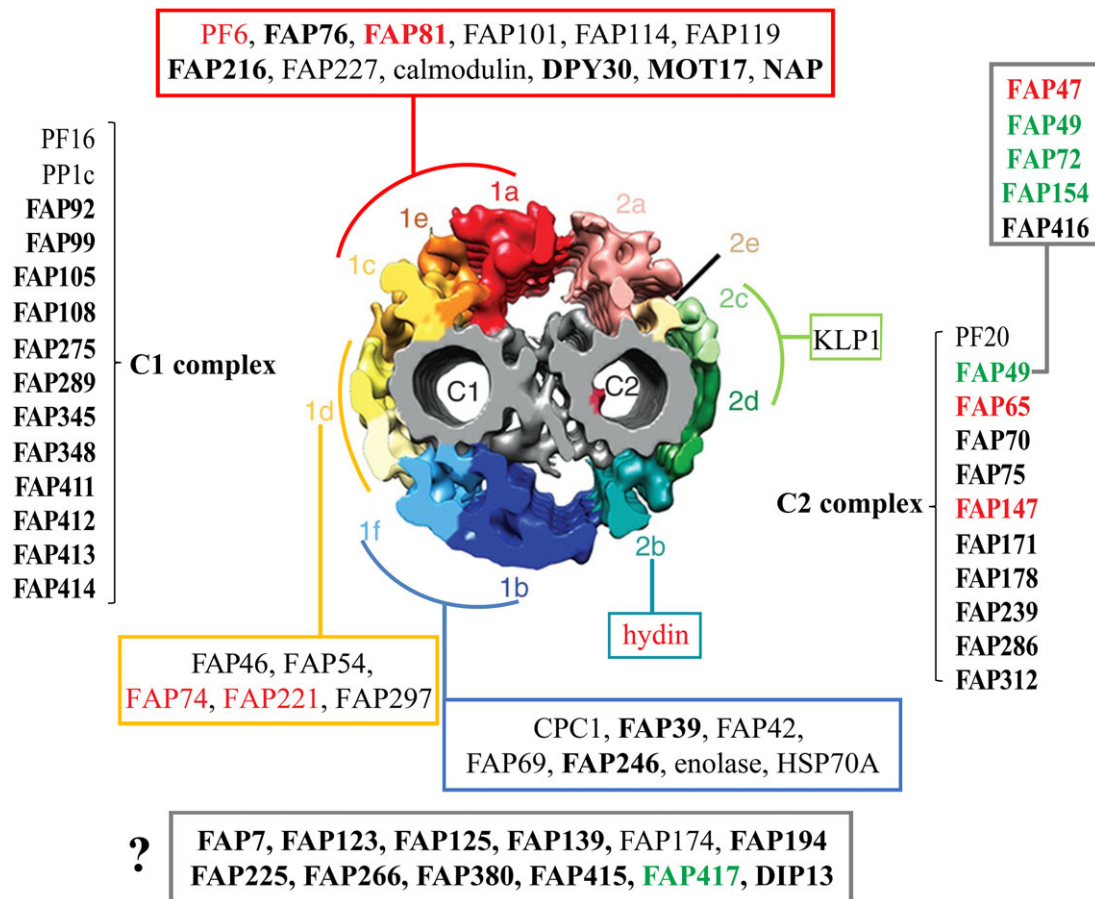 PF6, FAP76, FAP81, FAP101, FAP114, FAP119
FAP216, FAP227, calmodulin, DPY30, MOT17, NAP
FAP47
FAP49
FAP72
FAP154
FAP416
PF16
PP1c
FAP92
FAP99
FAP105
FAP108
FAP275
FAP289
FAP345
FAP348
FAP411
FAP412
FAP413
FAP414
C1 complex
1a
2a
1e
2e
1c
2c
C1
C2
1d
2d
1f
2b
1b
KLP1
PF20
FAP49
FAP65
FAP70
FAP75
FAP147
FAP171
FAP178
FAP239
FAP286
FAP312
C2 complex
hydin
FAP46, FAP54,
FAP74, FAP221, FAP297
CPC1, FAP39, FAP42,
FAP69, FAP246, enolase, HSP70A
?
FAP7, FAP123, FAP125, FAP139, FAP174, FAP194
FAP225, FAP266, FAP380, FAP415, FAP417, DIP13